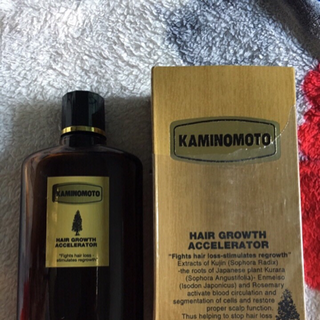 KAMINOMOTO
HAIR GROWTH
ACCELERATOR
"Fights hair loss
-stimulates regrowth"
KAMINOMOTO
HAIR GROWTH
ACCELERATOR
"Fights hair loss-stimulates regrowth"
Extracts of Kujin (Sophora Radix)
-the roots of Japanese plant Kurara
(Sophora Angustifolia)- Enmeiso
(Isodon Japonicus) and Rosemary
activate blood circulation and
segmentation of cells and restore
proper scalp function.
Thus helping to stop hair loss